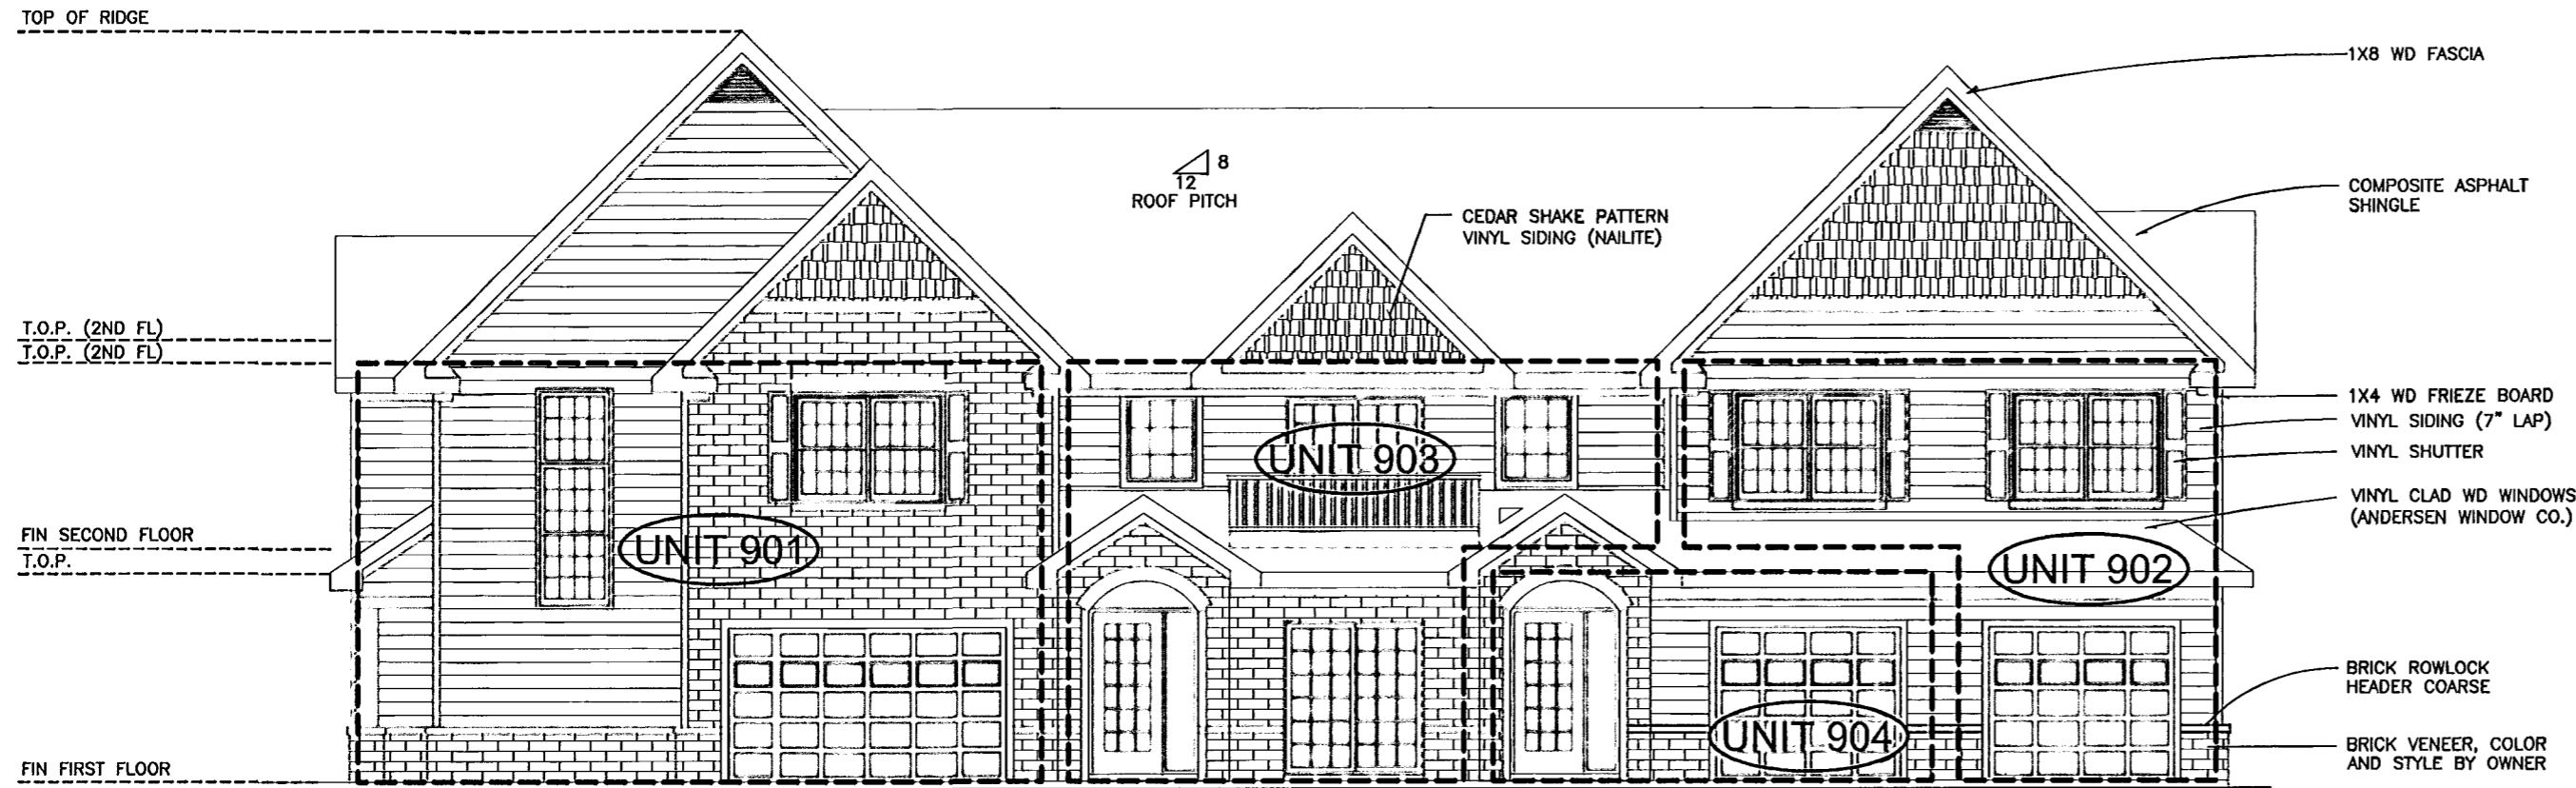 TOP OF RIDGE
1X8 WD FASCIA
8
12
ROOF PITCH
COMPOSITE ASPHALT
SHINGLE
CEDAR SHAKE PATTERN
VINYL SIDING (NAILITE)
T.O.P. (2ND FL)
T.O.P. (2ND FL)
1X4 WD FRIEZE BOARD
VINYL SIDING (7" LAP)
VINYL SHUTTER
UNIT 903
VINYL CLAD WD WINDOWS
(ANDERSEN WINDOW CO.)
FIN SECOND FLOOR
T.O.P.
UNIT 901
UNIT 902
BRICK ROWLOCK
HEADER COARSE
UNIT 904
BRICK VENEER, COLOR
AND STYLE BY OWNER
FIN FIRST FLOOR